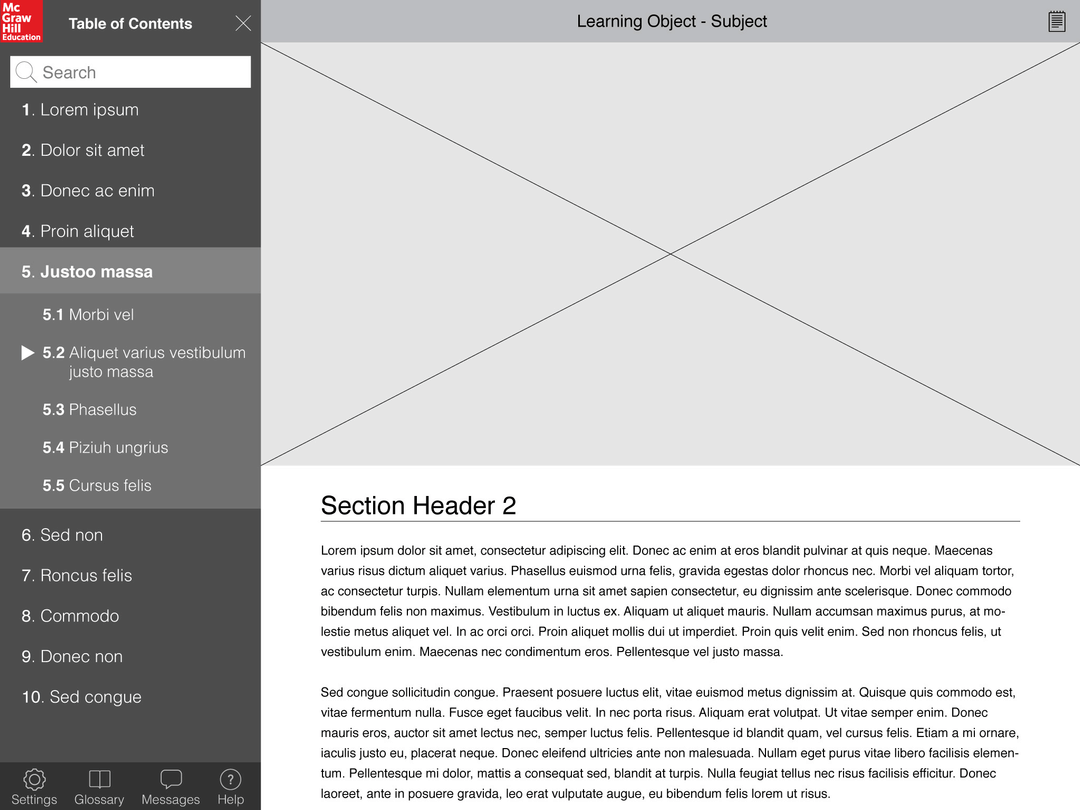 Mc
Graw
Hill
Education
Table of Contents
Search
1. Lorem ipsum
2. Dolor sit amet
3. Donec ac enim
4. Proin aliquet
5. Justoo massa
5.1 Morbi vel
5.2 Aliquet varius vestibulum
justo massa
5.3 Phasellus
5.4 Piziuh ungrius
5.5 Cursus felis
6. Sed non
7. Roncus felis
8. Commodo
9. Donec non
10. Sed congue
Settings
Glossary
Messages
?
Help
Learning Object - Subject
Section Header 2
Lorem ipsum dolor sit amet, consectetur adipiscing elit. Donec ac enim at eros blandit pulvinar at quis neque. Maecenas
varius risus dictum aliquet varius. Phasellus euismod urna felis, gravida egestas dolor rhoncus nec. Morbi vel aliquam tortor,
ac consectetur turpis. Nullam elementum urna sit amet sapien consectetur, eu dignissim ante scelerisque. Donec commodo
bibendum felis non maximus. Vestibulum in luctus ex. Aliquam ut aliquet mauris. Nullam accumsan maximus purus, at mo-
lestie metus aliquet vel. In ac orci orci. Proin aliquet mollis dui ut imperdiet. Proin quis velit enim. Sed non rhoncus felis, ut
vestibulum enim. Maecenas nec condimentum eros. Pellentesque vel justo massa.
Sed congue sollicitudin congue. Praesent posuere luctus elit, vitae euismod metus dignissim at. Quisque quis commodo est,
vitae fermentum nulla. Fusce eget faucibus velit. In nec porta risus. Aliquam erat volutpat. Ut vitae semper enim. Donec
mauris eros, auctor sit amet lectus nec, semper luctus felis. Pellentesque id blandit quam, vel cursus felis. Etiam a mi ornare,
iaculis justo eu, placerat neque. Donec eleifend ultricies ante non malesuada. Nullam eget purus vitae libero facilisis elemen-
tum. Pellentesque mi dolor, mattis a consequat sed, blandit at turpis. Nulla feugiat tellus nec risus facilisis efficitur. Donec
laoreet, ante in posuere gravida, leo erat vulputate augue, eu bibendum felis lorem ut risus.